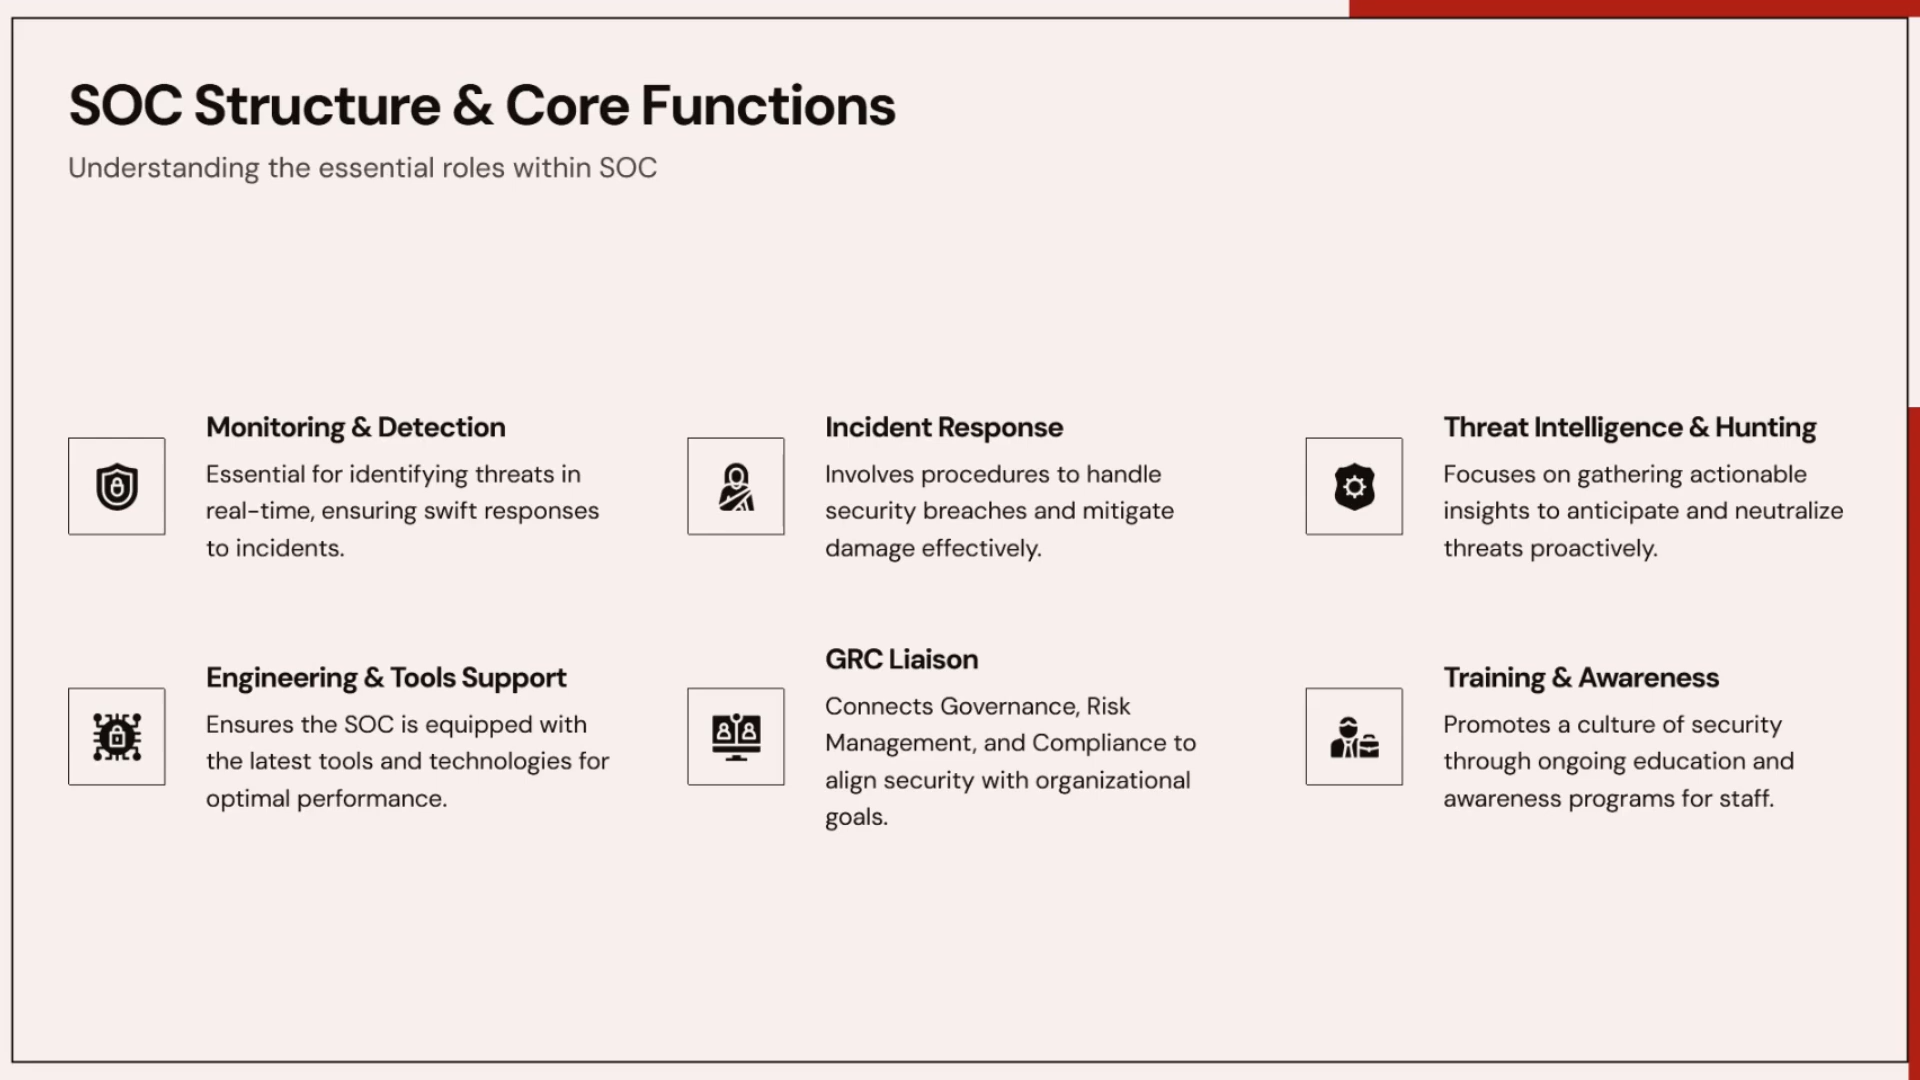 SOC Structure & Core Functions
Understanding the essential roles within SOC
Monitoring & Detection
Essential for identifying threats in
real-time, ensuring swift responses
to incidents.
Incident Response
Involves procedures to handle
security breaches and mitigate
damage effectively.
Threat Intelligence & Hunting
Focuses on gathering actionable
insights to anticipate and neutralize
threats proactively.
Engineering & Tools Support
Ensures the SOC is equipped with
the latest tools and technologies for
optimal performance.
GRC Liaison
Connects Governance, Risk
Management, and Compliance to
align security with organizational
goals.
Training & Awareness
Promotes a culture of security
through ongoing education and
awareness programs for staff.